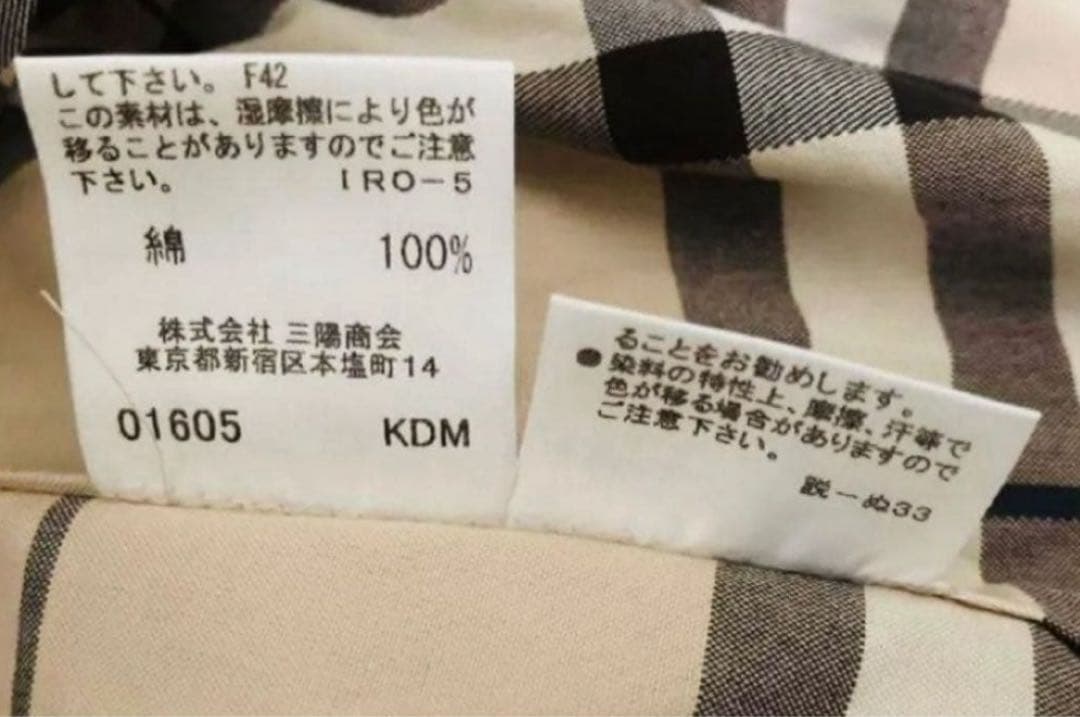 して下さい。 F42
この素材は、湿摩擦により色が
移ることがありますのでご注意
下さい。 IRO-5
綿 100%
株式会社 三陽商会
東京都新宿区本塩町14
01605 KDM
ることをお勧めします。
●染料の特性上、摩擦、汗等で
色が移る場合がありますので
ご注意下さい。
説ーぬ33